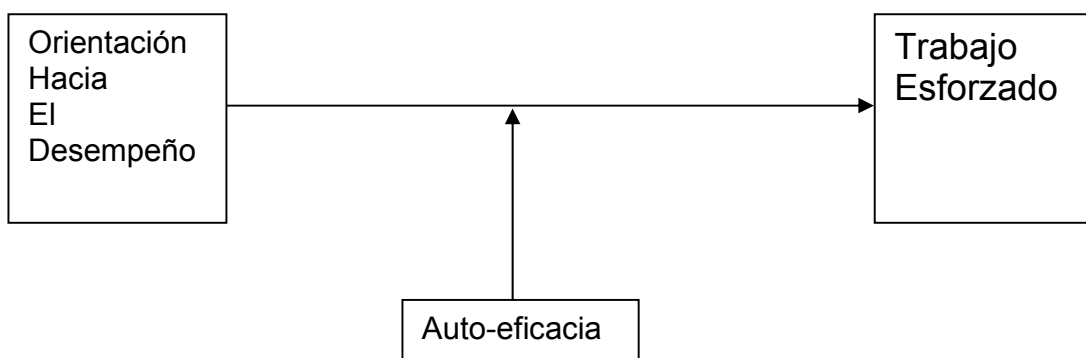 Orientación
Hacia
El
Desempeño
Trabajo
Esforzado
Auto-eficacia